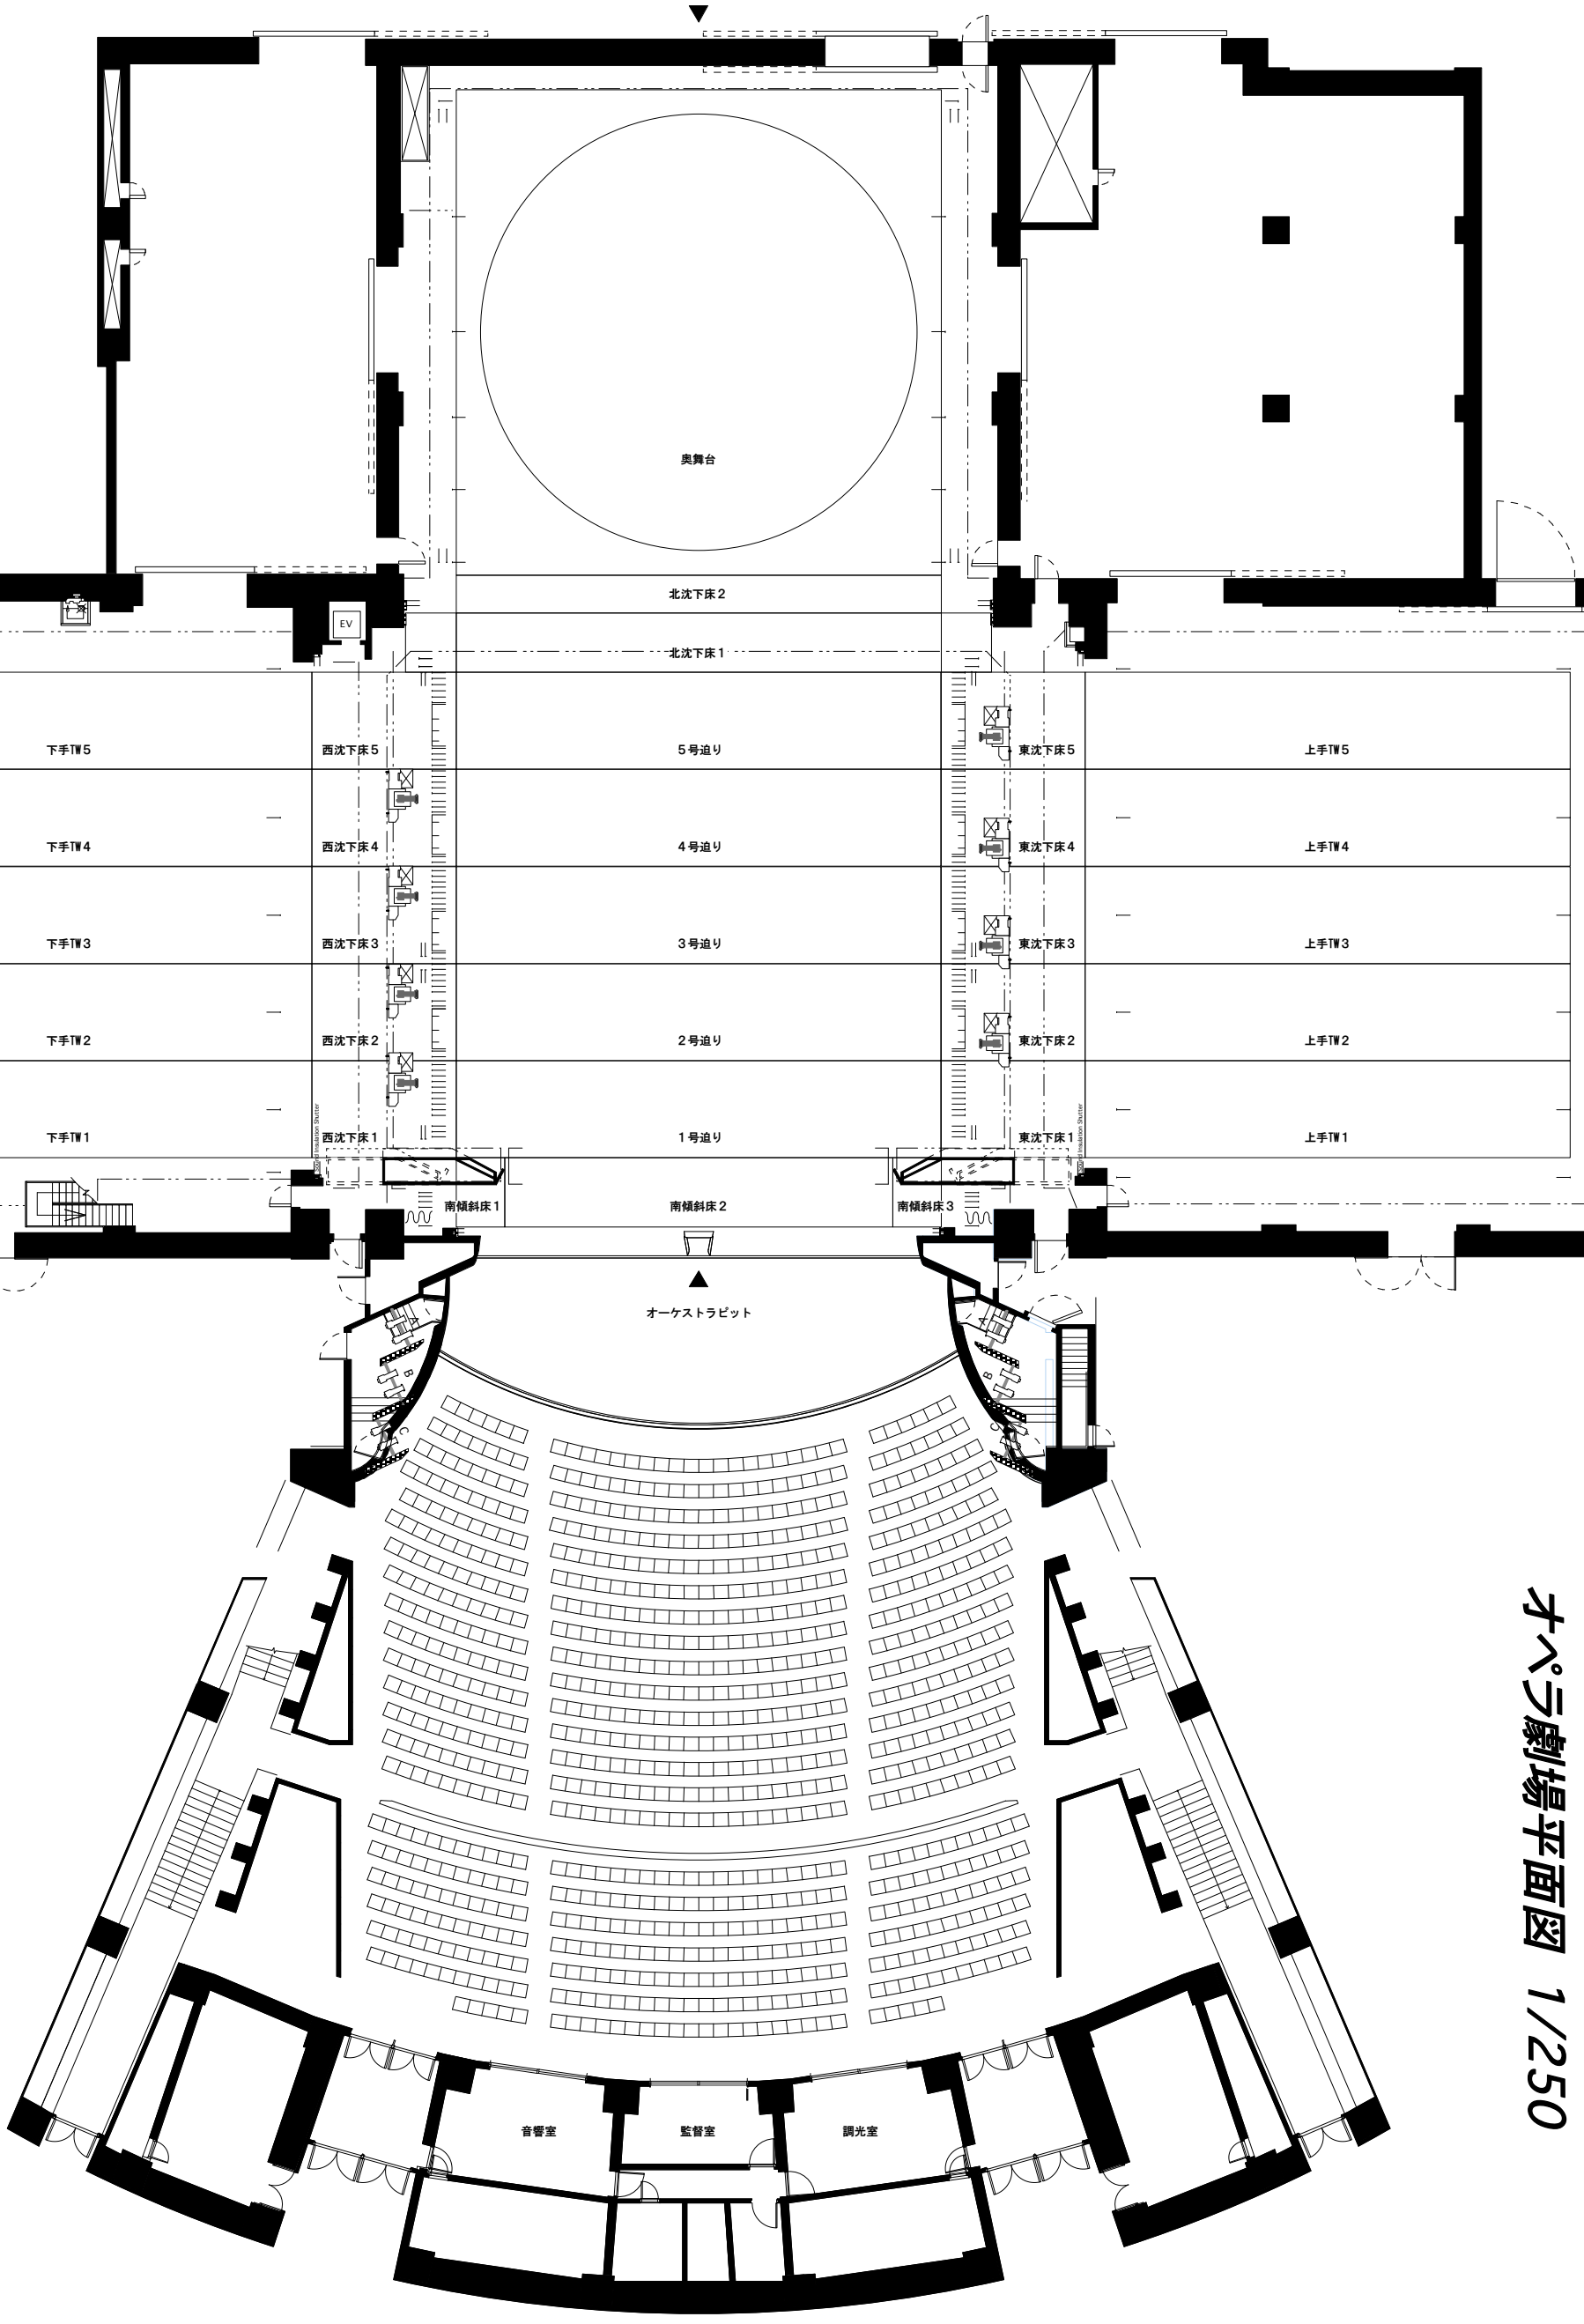 奥舞台
北沈下床2
EV
北沈下床1
下手TW5
西沈下床5
5号迫り
東沈下床5
上手TW5
下手TW4
西沈下床4
4号迫り
東沈下床4
上手TW4
下手TW3
西沈下床3
3号迫り
東沈下床3
上手TW3
下手TW2
西沈下床2
2号迫り
東沈下床2
上手TW2
Sound Insulation Shutter
Sound Insulation Shutter
下手TW1
西沈下床1
1号迫り
東沈下床1
上手TW1
南傾斜床1
南傾斜床2
南傾斜床3
オーケストラピット
A
A
B
B
C
C
オペラ劇場平面図 1/250
音響室
監督室
調光室